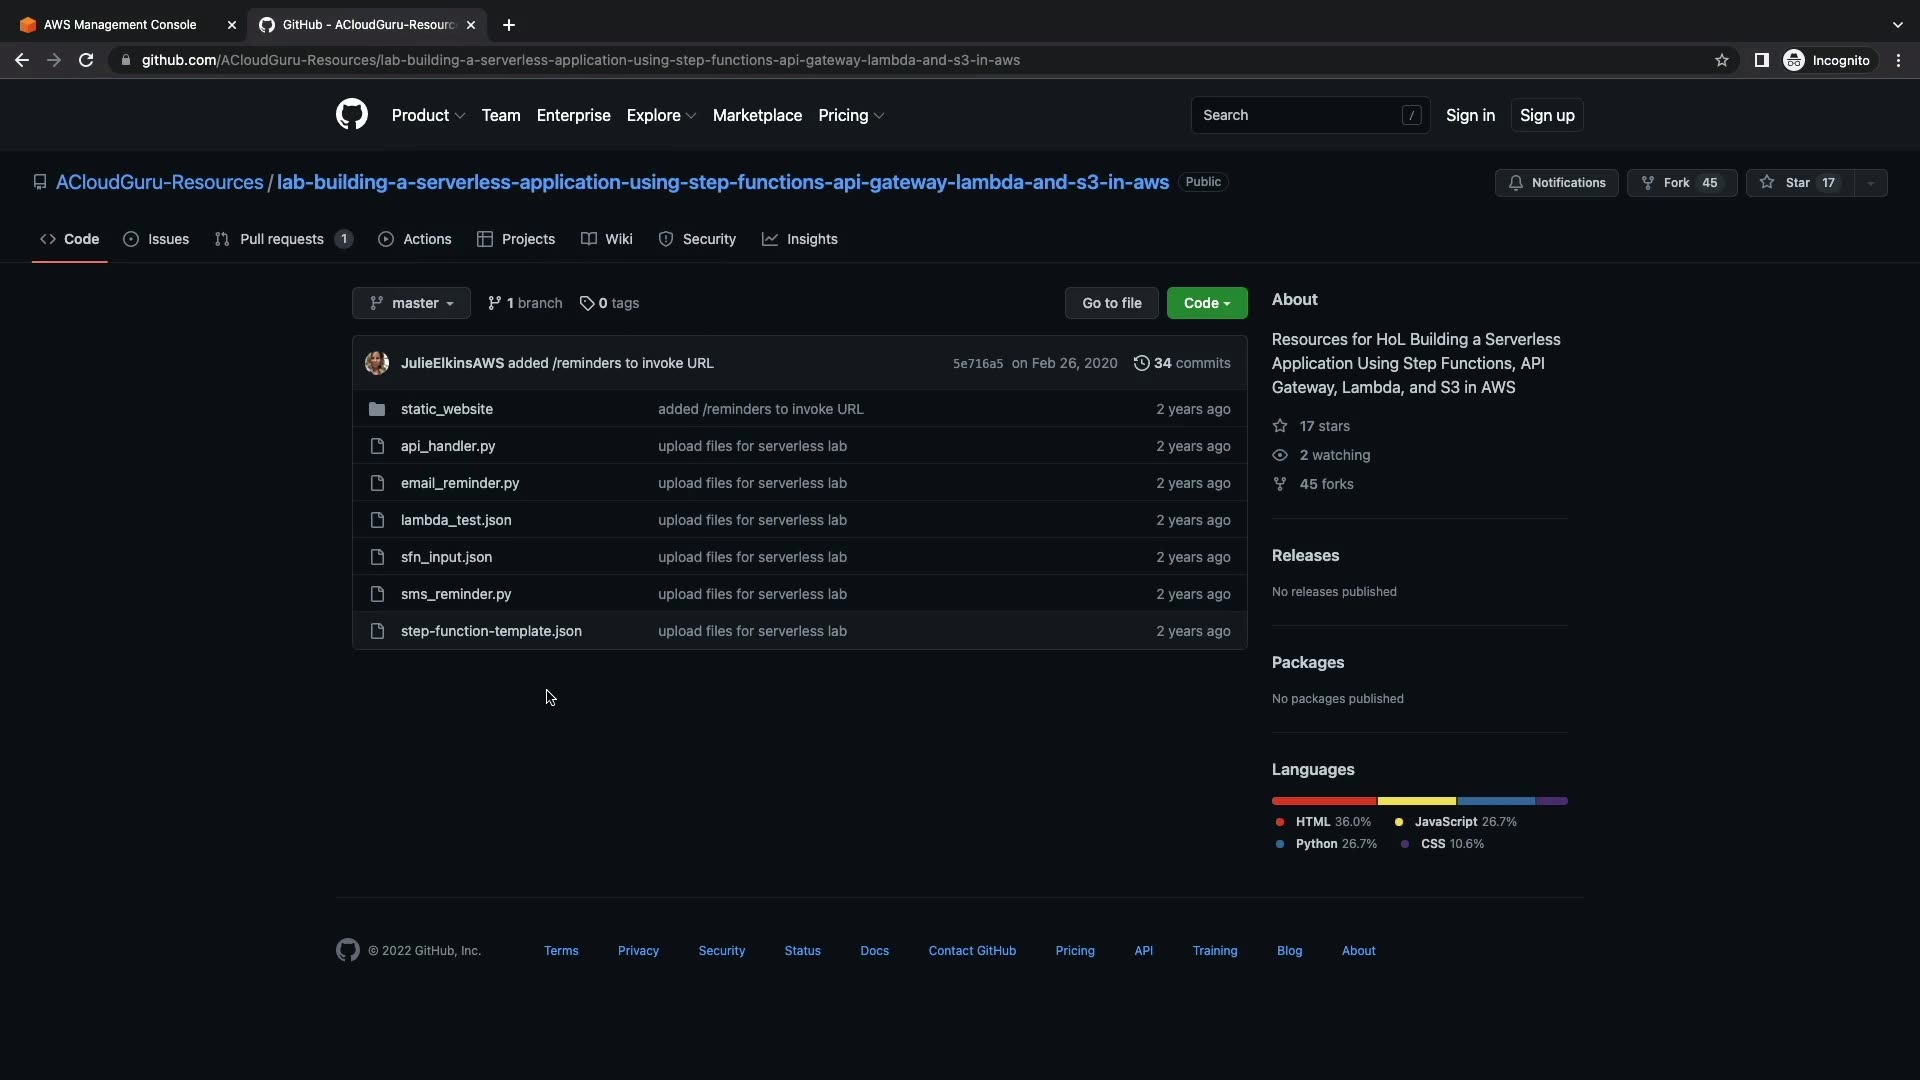 AWS Management Console
GitHub - ACloudGuru-Resourc
github.com/ACloudGuru-Resources/lab-building-a-serverless-application-using-step-functions-api-gateway-lambda-and-s3-in-aws
Incognito
Product Team Enterprise Explore Marketplace Pricing
Search /
Sign in Sign up
ACloudGuru-Resources / lab-building-a-serverless-application-using-step-functions-api-gateway-lambda-and-s3-in-aws Public
Notifications Fork 45 Star 17
<> Code Issues Pull requests 1 Actions Projects Wiki Security Insights
master 1 branch 0 tags Go to file Code
JulieElkinsAWS added /reminders to invoke URL 5e716a5 on Feb 26, 2020 34 commits
static_website added /reminders to invoke URL 2 years ago
api_handler.py upload files for serverless lab 2 years ago
email_reminder.py upload files for serverless lab 2 years ago
lambda_test.json upload files for serverless lab 2 years ago
sfn_input.json upload files for serverless lab 2 years ago
sms_reminder.py upload files for serverless lab 2 years ago
step-function-template.json upload files for serverless lab 2 years ago
About
Resources for HoL Building a Serverless
Application Using Step Functions, API
Gateway, Lambda, and S3 in AWS
17 stars
2 watching
45 forks
Releases
No releases published
Packages
No packages published
Languages
HTML 36.0% JavaScript 26.7%
Python 26.7% CSS 10.6%
© 2022 GitHub, Inc. Terms Privacy Security Status Docs Contact GitHub Pricing API Training Blog About